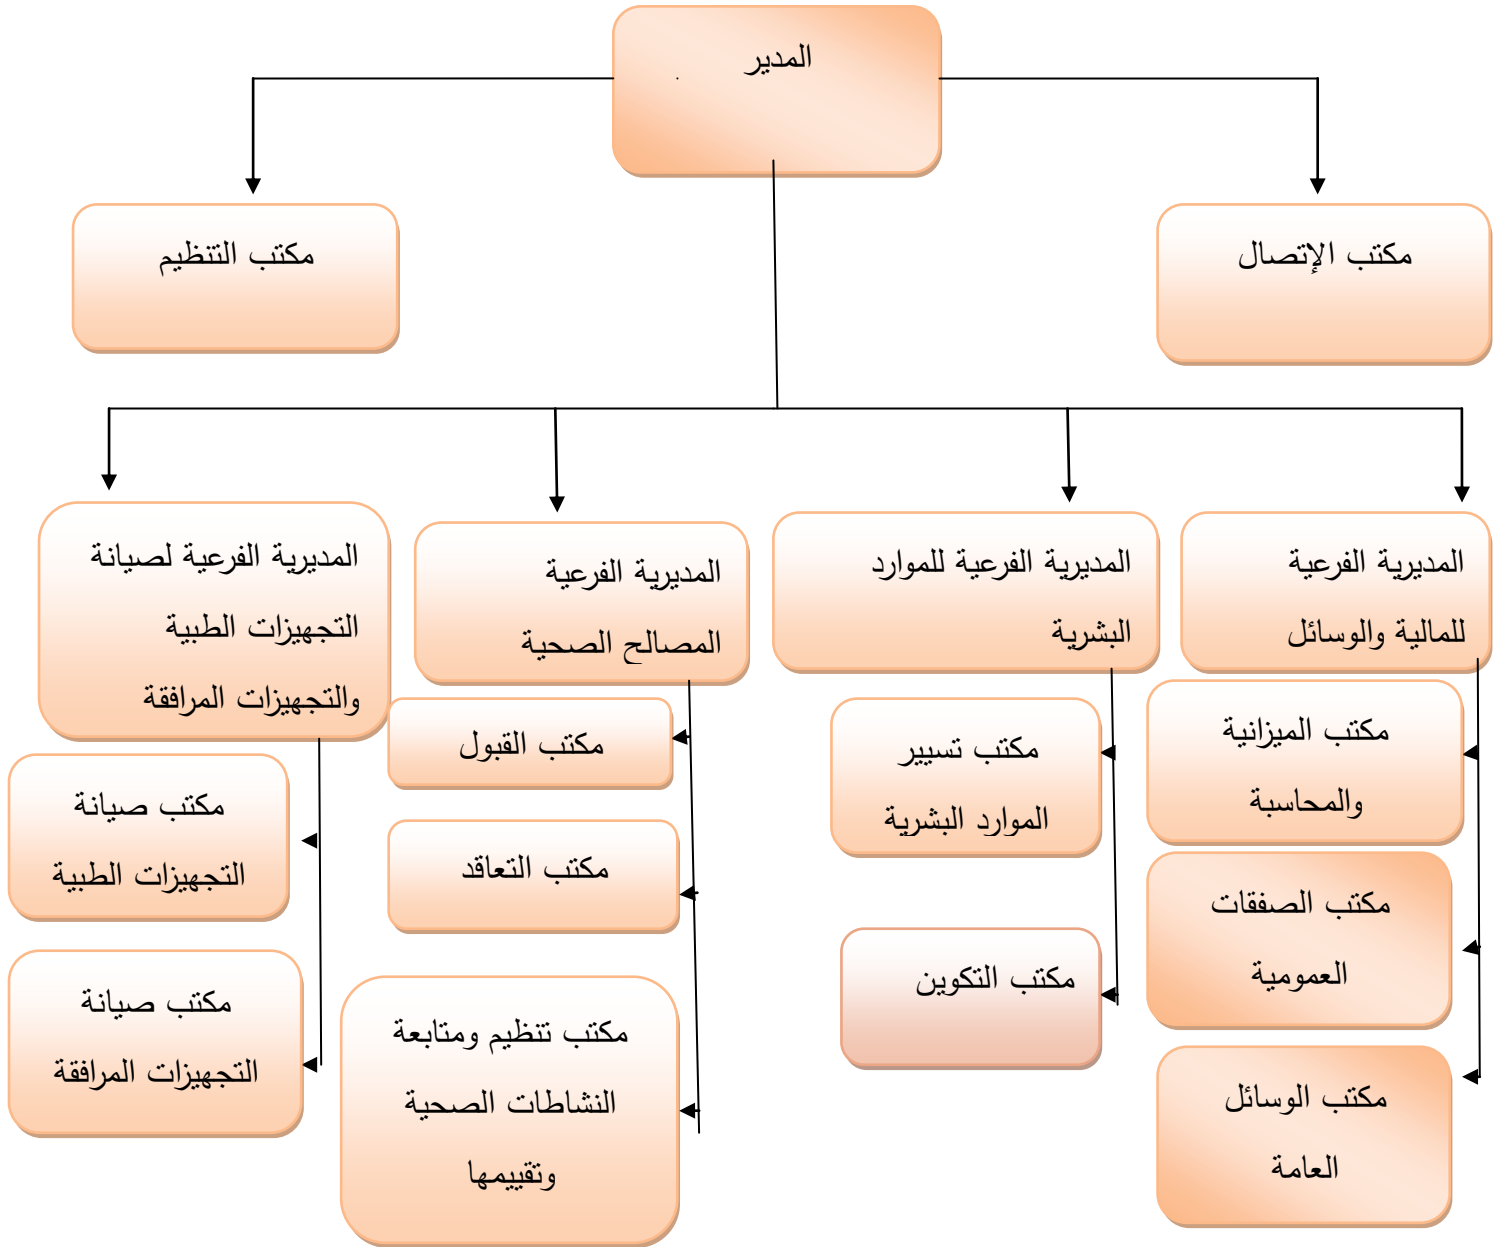 المدير
مكتب الإتصال
مكتب التنظيم
المديرية الفرعية
للمالية والوسائل
مكتب الميزانية
والمحاسبة
مكتب الصفقات
العمومية
مكتب الوسائل
العامة
المديرية الفرعية للموارد
البشرية
مكتب تسيير
الموارد البشرية
مكتب التكوين
المديرية الفرعية
المصالح الصحية
مكتب القبول
مكتب التعاقد
مكتب تنظيم ومتابعة
النشاطات الصحية
وتقييمها
المديرية الفرعية لصيانة
التجهيزات الطبية
والتجهيزات المرافقة
مكتب صيانة
التجهيزات الطبية
مكتب صيانة
التجهيزات المرافقة